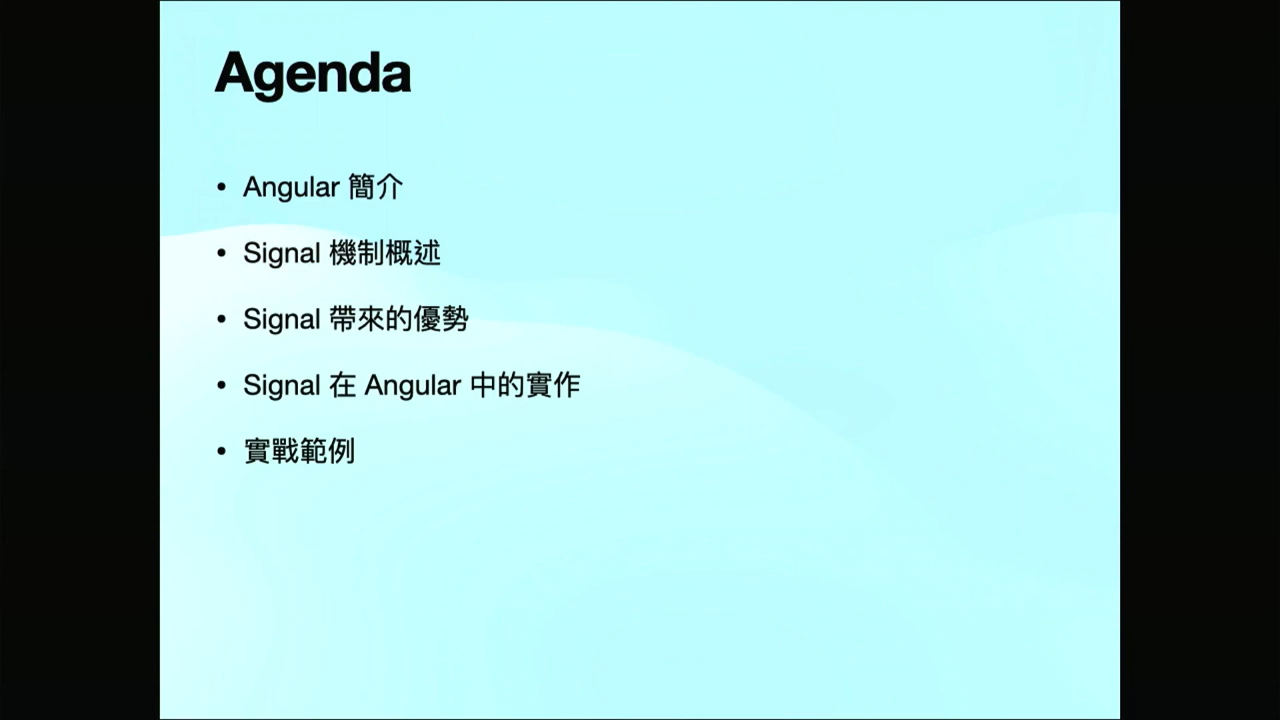 Agenda
• Angular 簡介
• Signal 機制概述
• Signal 帶來的優勢
• Signal 在 Angular 中的實作
• 實戰範例